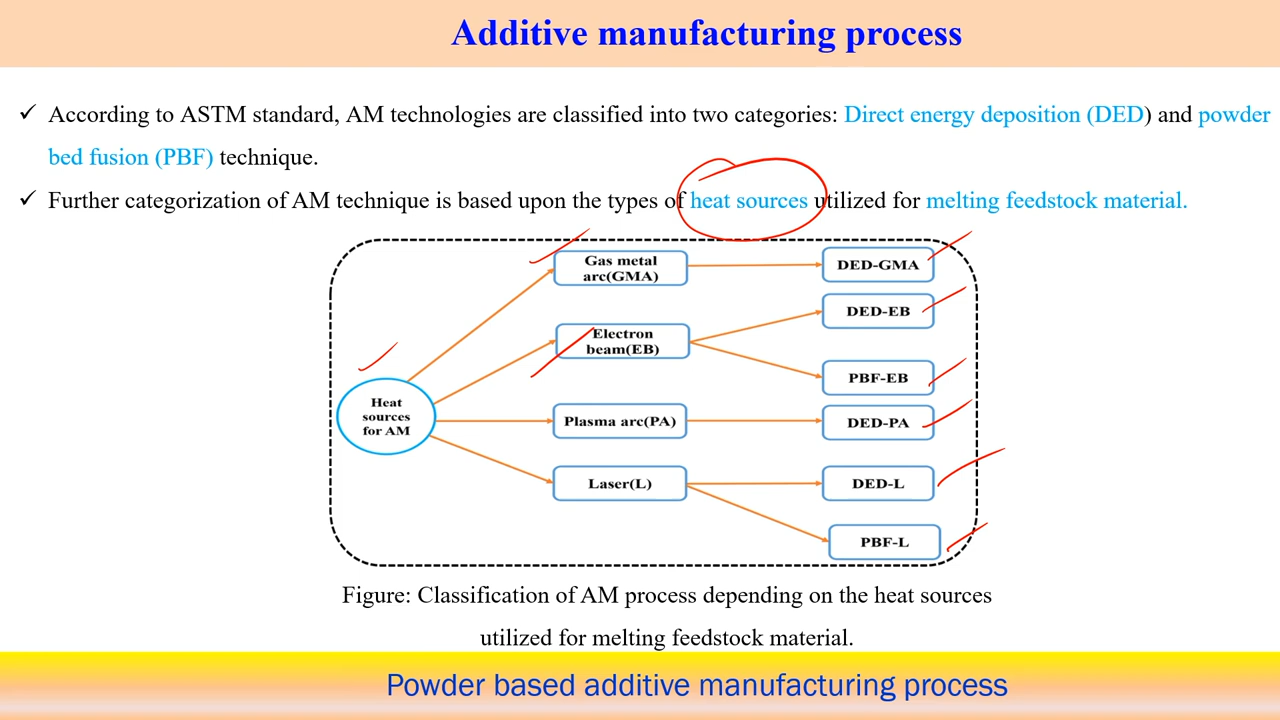 Additive manufacturing process
✓ According to ASTM standard, AM technologies are classified into two categories: Direct energy deposition (DED) and powder
bed fusion (PBF) technique.
✓ Further categorization of AM technique is based upon the types of heat sources utilized for melting feedstock material.
Gas metal
arc(GMA)
DED-GMA
DED-EB
Electron
beam(EB)
PBF-EB
Heat
sources
for AM
Plasma arc(PA)
DED-PA
Laser(L)
DED-L
PBF-L
Figure: Classification of AM process depending on the heat sources
utilized for melting feedstock material.
Powder based additive manufacturing process